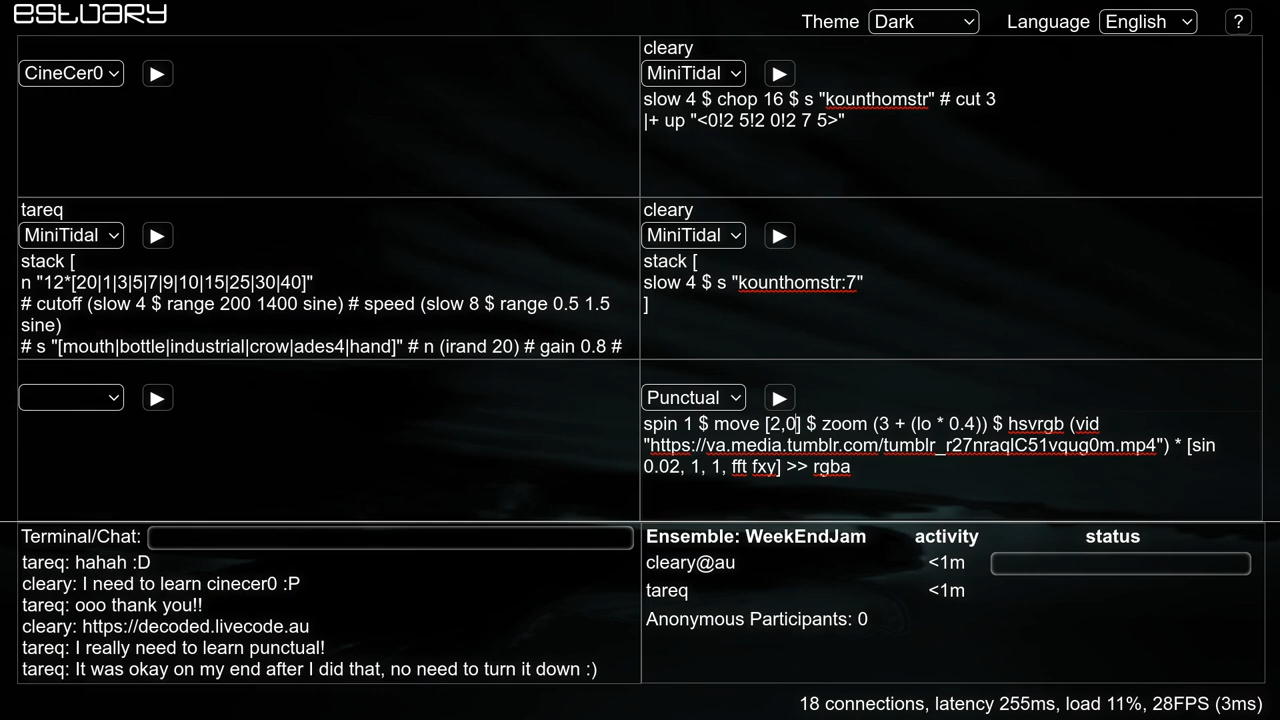 estuary
Theme Dark Language English ?
CineCer0
cleary
MiniTidal
slow 4 $ chop 16 $ s "kounthomstr" # cut 3
|+ up "<0!2 5!2 0!2 7 5>"
tareq
MiniTidal
stack [
n "12*[20|1|3|5|7|9|10|15|25|30|40]"
# cutoff (slow 4 $ range 200 1400 sine) # speed (slow 8 $ range 0.5 1.5
sine)
# s "[mouth|bottle|industrial|crow|ades4|hand]" # n (irand 20) # gain 0.8 #
cleary
MiniTidal
stack [
slow 4 $ s "kounthomstr:7"
]
Punctual
spin 1 $ move [2,0] $ zoom (3 + (lo * 0.4)) $ hsvrgb (vid
"https://va.media.tumblr.com/tumblr_r27nraqlC51vqug0m.mp4") * [sin
0.02, 1, 1, fft fxy] >> rgba
Terminal/Chat:
tareq: hahah :D
cleary: I need to learn cinecer0 :P
tareq: ooo thank you!!
cleary: https://decoded.livecode.au
tareq: I really need to learn punctual!
tareq: It was okay on my end after I did that, no need to turn it down :)
Ensemble: WeekEndJam activity status
cleary@au <1m
tareq <1m
Anonymous Participants: 0
18 connections, latency 255ms, load 11%, 28FPS (3ms)